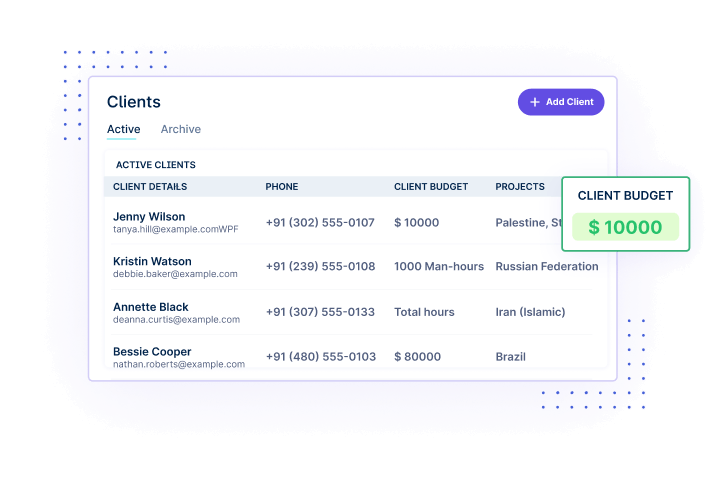 Clients
+ Add Client
Active Archive
ACTIVE CLIENTS
CLIENT DETAILS PHONE CLIENT BUDGET PROJECTS
Jenny Wilson
tanya.hill@example.comWPF
+91 (302) 555-0107 $ 10000 Palestine,
CLIENT BUDGET
$ 10000
Kristin Watson
debbie.baker@example.com
+91 (239) 555-0108 1000 Man-hours Russian Federation
Annette Black
deanna.curtis@example.com
+91 (307) 555-0133 Total hours Iran (Islamic)
Bessie Cooper
nathan.roberts@example.com
+91 (480) 555-0103 $ 80000 Brazil